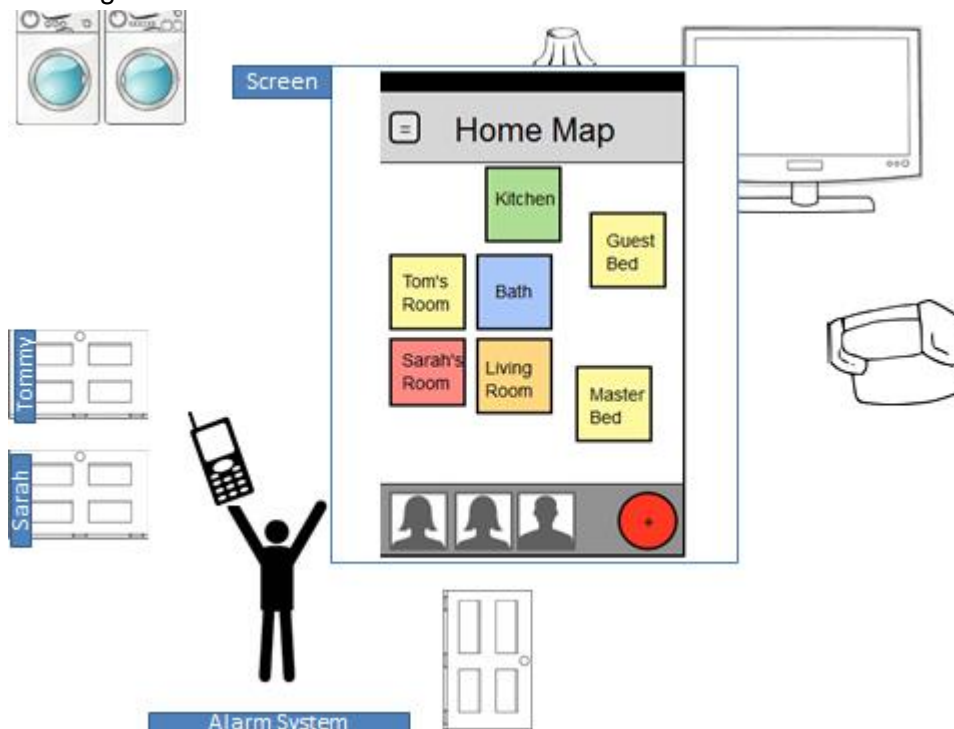 Screen
=
Home Map
Kitchen
Guest
Bed
Tom's
Room
Bath
Sarah's
Room
Living
Room
Master
Bed
+
Tommy
Sarah
Alarm System